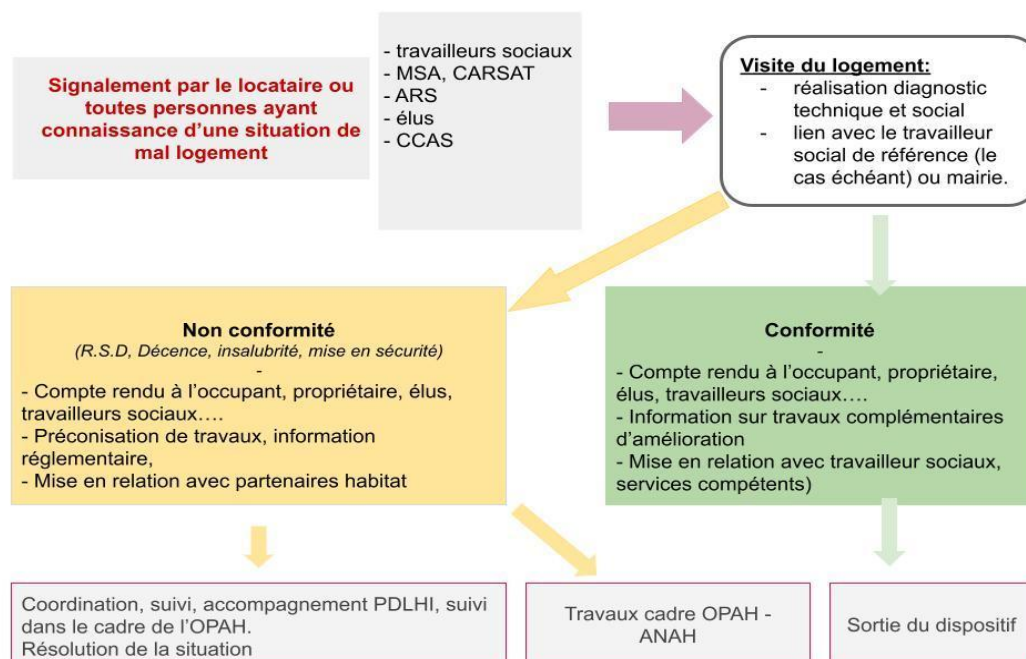 Signalement par le locataire ou
toutes personnes ayant
connaissance d'une situation de
mal logement
- travailleurs sociaux
- MSA, CARSAT
- ARS
- élus
- CCAS
Visite du logement:
- réalisation diagnostic
technique et social
- lien avec le travailleur
social de référence (le
cas échéant) ou mairie.
Non conformité
(R.S.D, Décence, insalubrité, mise en sécurité)
-
- Compte rendu à l'occupant, propriétaire, élus,
travailleurs sociaux….
- Préconisation de travaux, information
réglementaire,
- Mise en relation avec partenaires habitat
Conformité
-
- Compte rendu à l'occupant, propriétaire,
élus, travailleurs sociaux….
- Information sur travaux complémentaires
d'amélioration
- Mise en relation avec travailleur sociaux,
services compétents)
Coordination, suivi, accompagnement PDLHI, suivi
dans le cadre de l'OPAH.
Résolution de la situation
Travaux cadre OPAH -
ANAH
Sortie du dispositif